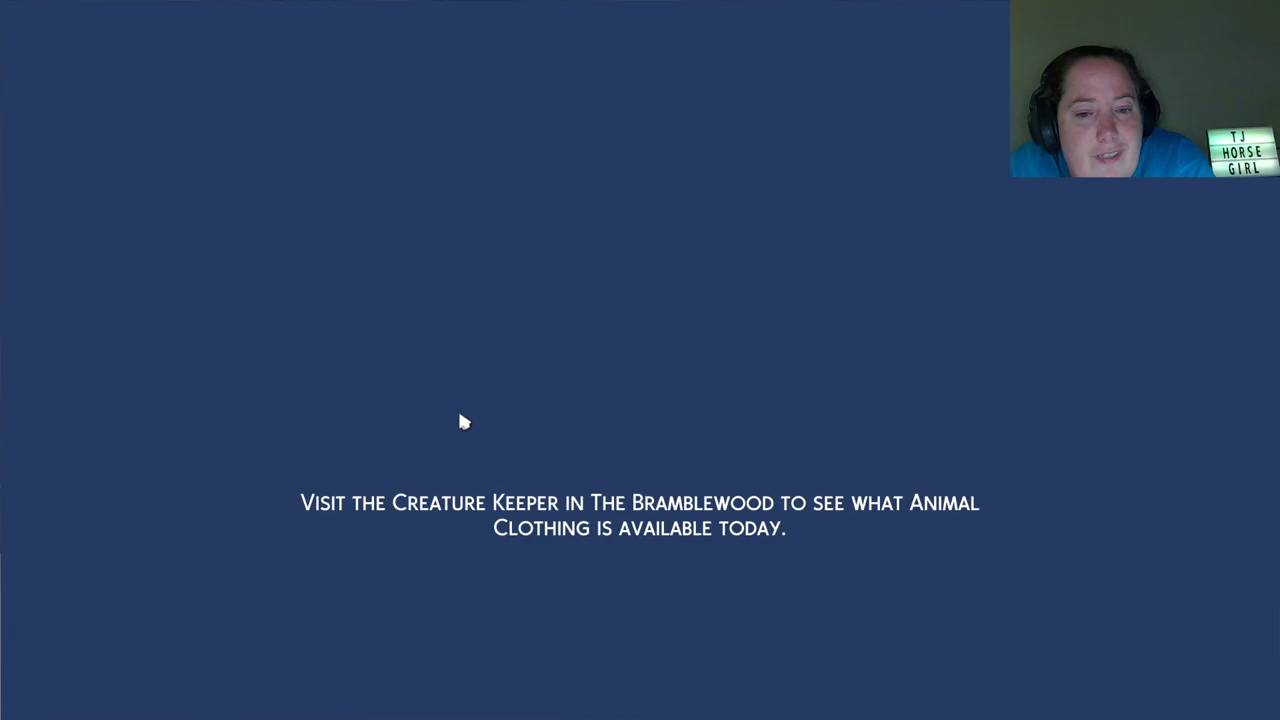 TJ
HORSE
GIRL
Visit the Creature Keeper in The Bramblewood to see what Animal
Clothing is available today.